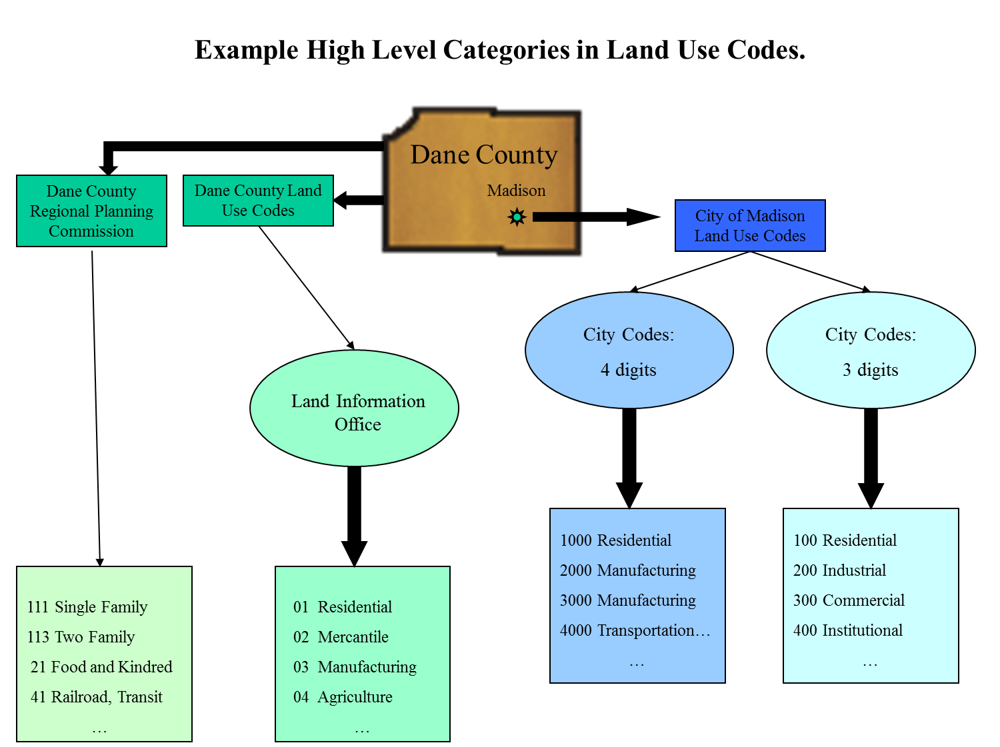 Example High Level Categories in Land Use Codes.
Dane County
Madison
Dane County
Regional Planning
Commission
Dane County Land
Use Codes
City of Madison
Land Use Codes
City Codes:
4 digits
City Codes:
3 digits
Land Information
Office
111 Single Family
113 Two Family
21 Food and Kindred
41 Railroad, Transit
…
01 Residential
02 Mercantile
03 Manufacturing
04 Agriculture
…
1000 Residential
2000 Manufacturing
3000 Manufacturing
4000 Transportation…
…
100 Residential
200 Industrial
300 Commercial
400 Institutional
…